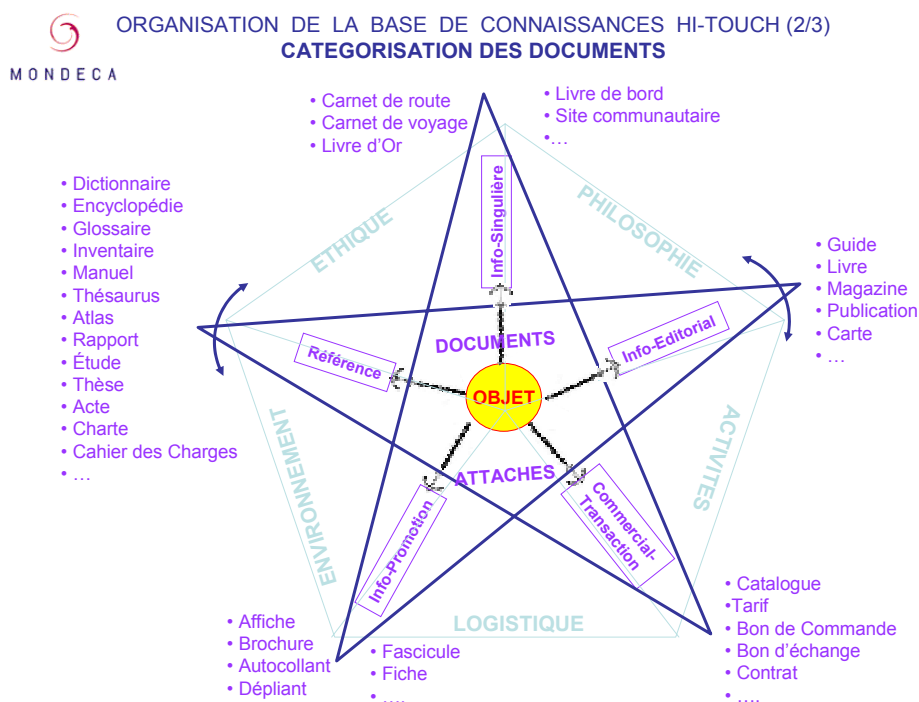 ORGANISATION DE LA BASE DE CONNAISSANCES HI-TOUCH (2/3)
CATEGORISATION DES DOCUMENTS
MONDECA
• Carnet de route
• Carnet de voyage
• Livre d'Or
• Livre de bord
• Site communautaire
•…
• Dictionnaire
• Encyclopédie
• Glossaire
• Inventaire
• Manuel
• Thésaurus
• Atlas
• Rapport
• Étude
• Thèse
• Acte
• Charte
• Cahier des Charges
• …
ETHIQUE
PHILOSOPHIE
Info-Singulière
• Guide
• Livre
• Magazine
• Publication
• Carte
• …
DOCUMENTS
Référence
Info-Editorial
OBJET
ATTACHES
ENVIRONNEMENT
ACTIVITES
Info-Promotion
Commercial-
Transaction
LOGISTIQUE
• Affiche
• Brochure
• Autocollant
• Dépliant
• Fascicule
• Fiche
• ….
• Catalogue
•Tarif
• Bon de Commande
• Bon d'échange
• Contrat
• ….